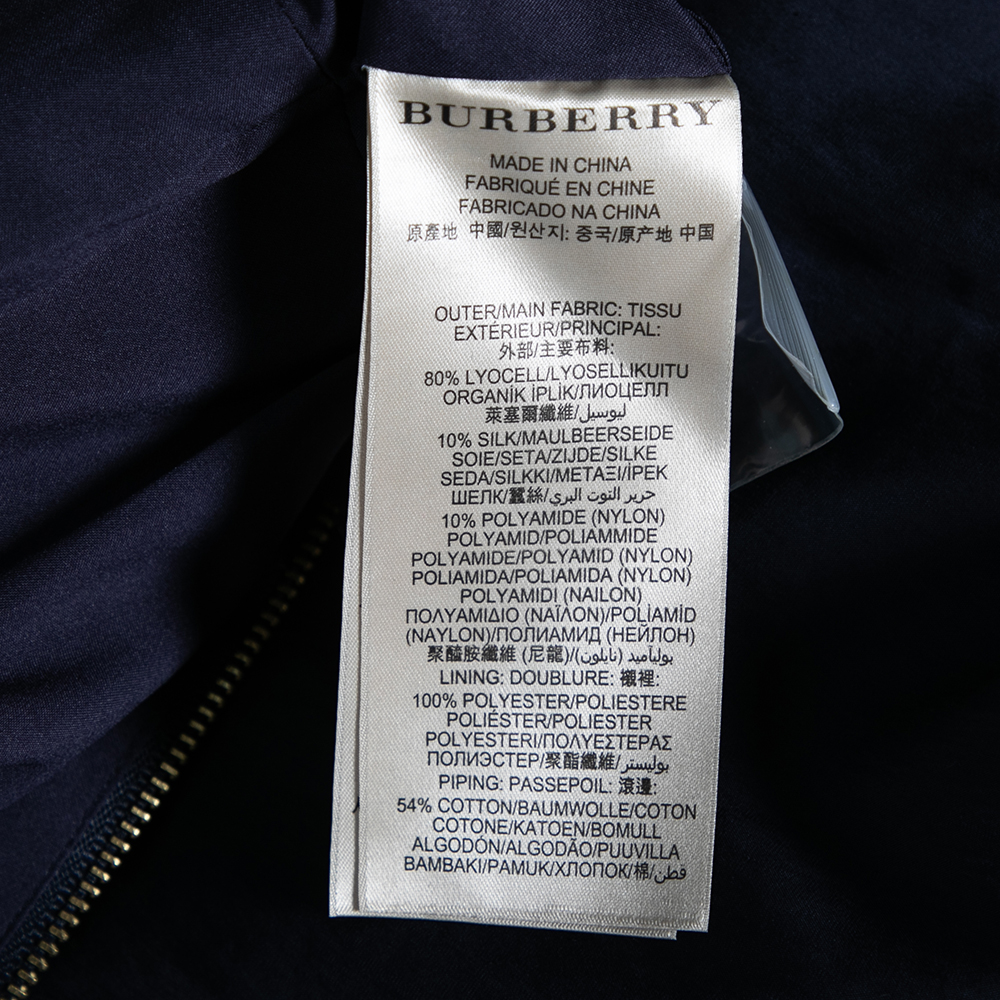 BURBERRY
MADE IN CHINA
FABRIQUÉ EN CHINE
FABRICADO NA CHINA
原產地 中國/원산지: 중국/原产地 中国
OUTER/MAIN FABRIC: TISSU
EXTÉRIEUR/PRINCIPAL:
外部/主要布料:
80% LYOCELL/LYOSELLIKUITU
ORGANİK İPLİK/ЛИОЦЕЛЛ
萊塞爾纖維/ليوسيل
10% SILK/MAULBEERSEIDE
SOIE/SETA/ZIJDE/SILKE
SEDA/SILKKI/ΜΕΤΑΞΙ/İPEK
ШЕЛК/蠶絲/حرير التوت البري
10% POLYAMIDE (NYLON)
POLYAMID/POLIAMMIDE
POLYAMIDE/POLYAMID (NYLON)
POLIAMIDA/POLIAMIDA (NYLON)
POLYAMIDI (NAILON)
ΠΟΛΥΑΜΙΔΙΟ (ΝΑΪΛΟΝ)/POLİAMİD
(NAYLON)/ПОЛИАМИД (НЕЙЛОН)
聚醯胺纖維 (尼龍)/بولياميد (نايلون)
LINING: DOUBLURE: 襯裡:
100% POLYESTER/POLIESTERE
POLIÉSTER/POLIESTER
POLYESTERI/ΠΟΛΥΕΣΤΕΡΑΣ
ПОЛИЭСТЕР/聚酯纖維/بوليستر
PIPING: PASSEPOIL: 滾邊:
54% COTTON/BAUMWOLLE/COTON
COTONE/KATOEN/BOMULL
ALGODÓN/ALGODÃO/PUUVILLA
BAMBAKI/PAMUK/ХЛОПОК/棉/قطن